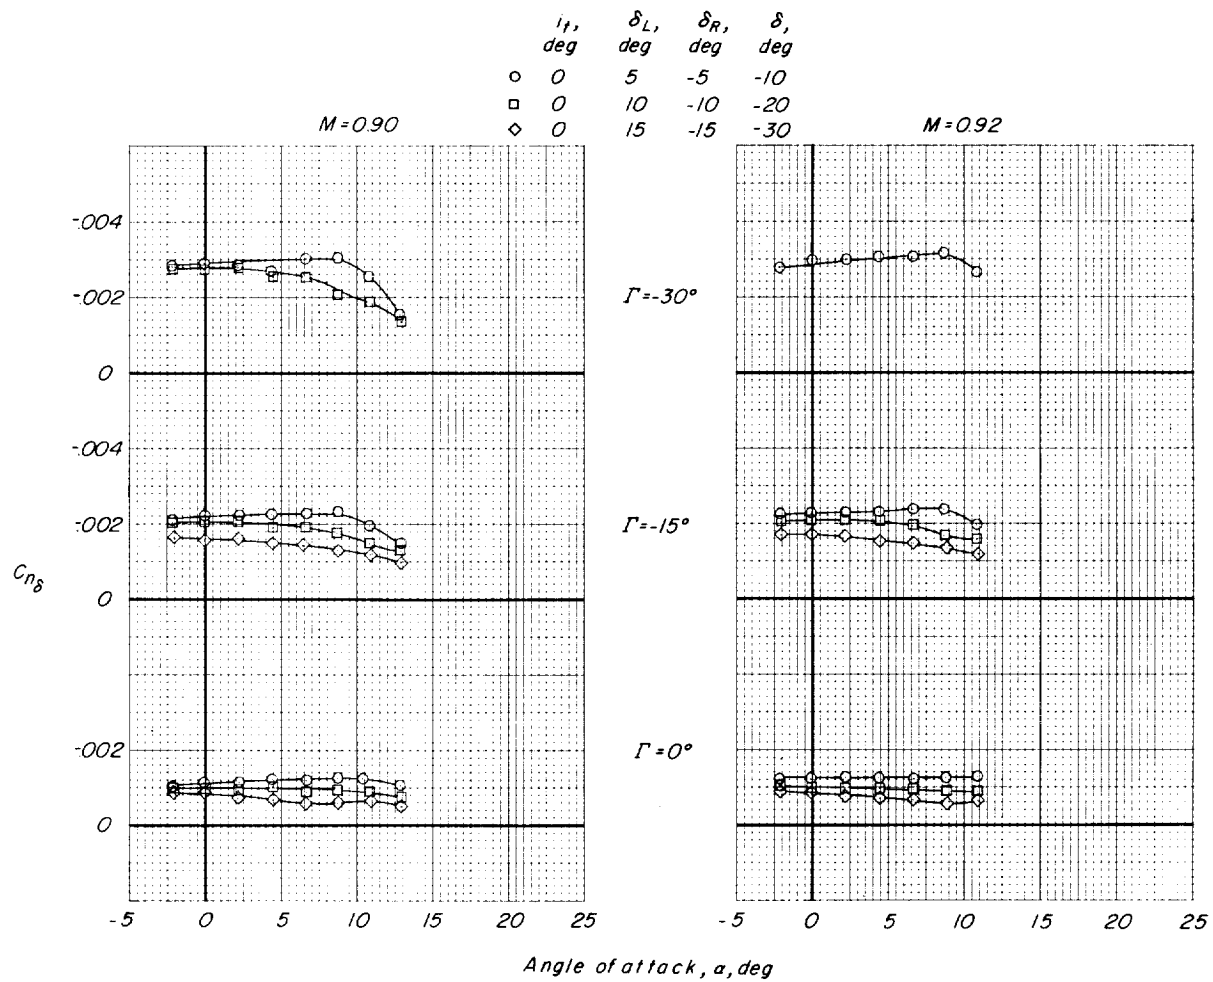 i_t, δ_L, δ_R, δ,
deg deg deg deg
○ 0 5 -5 -10
□ 0 10 -10 -20
◇ 0 15 -15 -30
M=0.90 M=0.92
-.004
-.002
0
Γ=-30°
-.004
-.002
0
Γ=-15°
C_nδ
-.002
0
Γ=0°
-5 0 5 10 15 20 25
-5 0 5 10 15 20 25
Angle of attack, α, deg